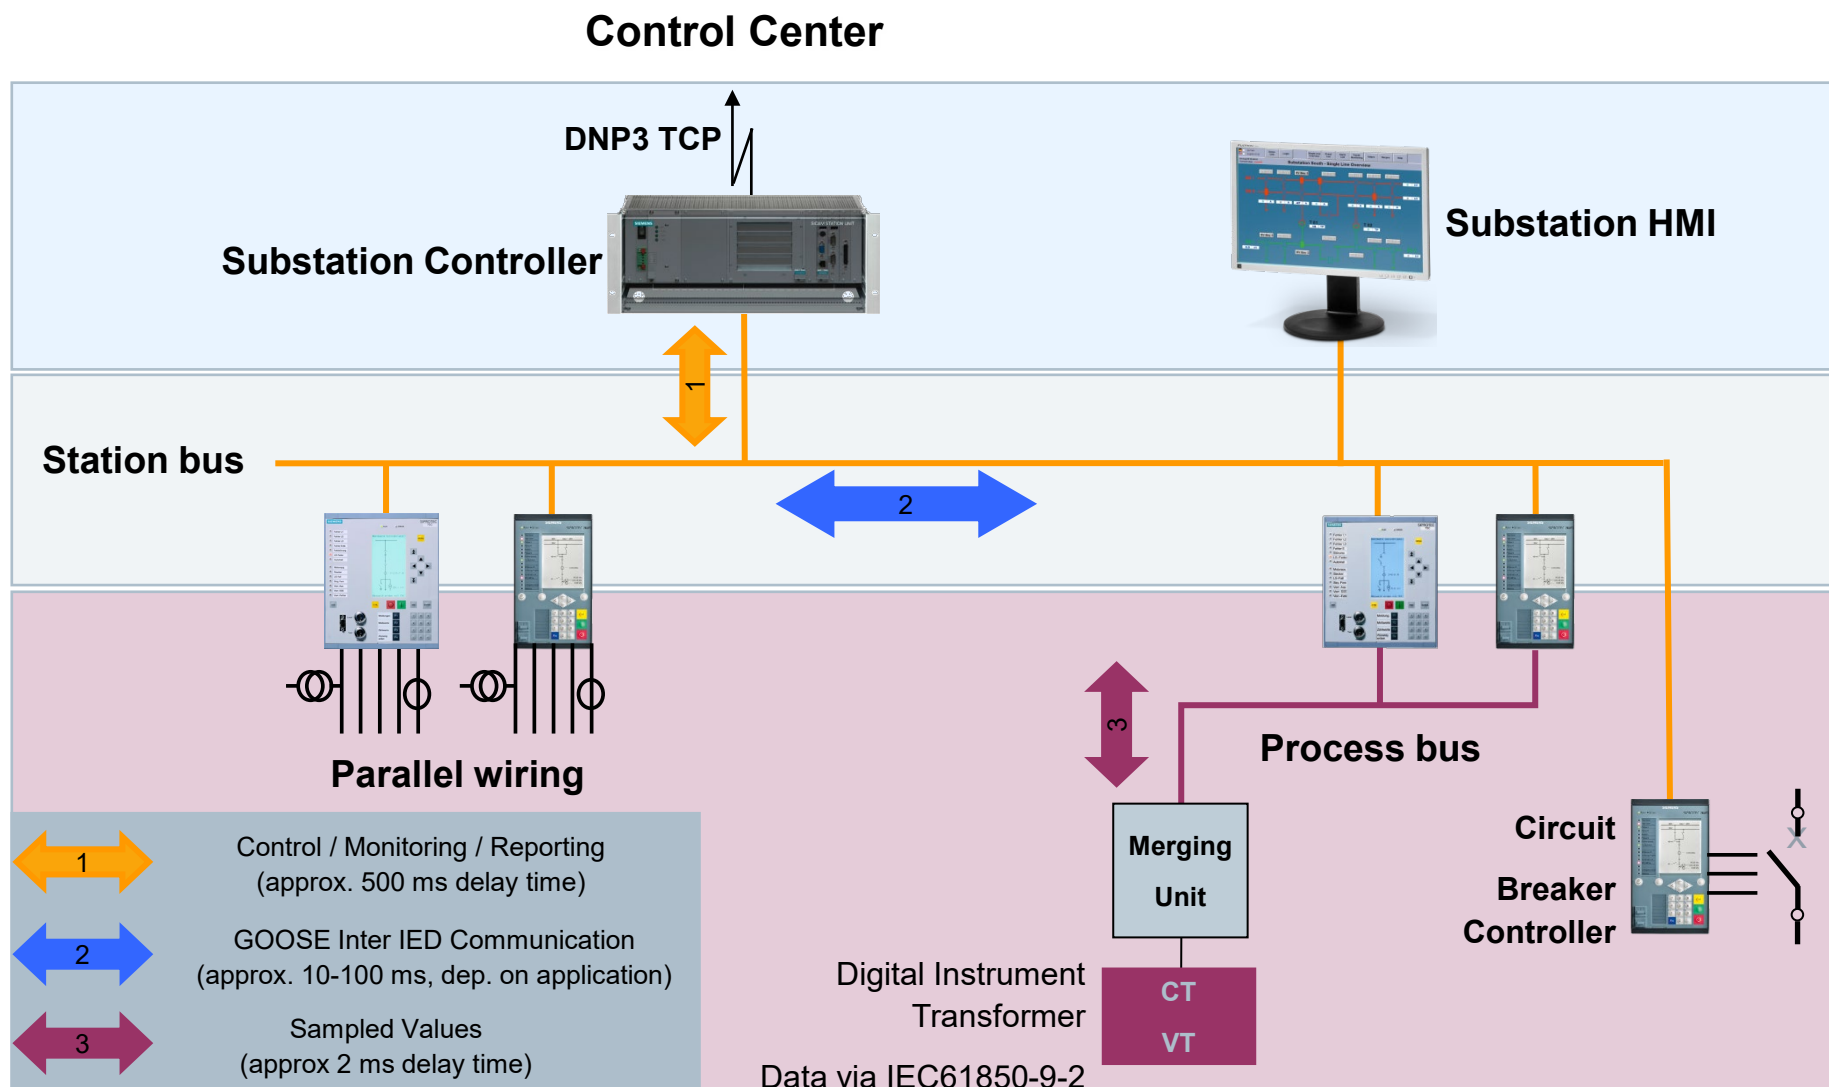 Control Center
DNP3 TCP
Substation Controller
Substation HMI
1
Station bus
2
Parallel wiring
3
Process bus
Merging
Unit
Circuit
Breaker
Controller
Digital Instrument
Transformer
CT
VT
Data via IEC61850-9-2
1
Control / Monitoring / Reporting
(approx. 500 ms delay time)
2
GOOSE Inter IED Communication
(approx. 10-100 ms, dep. on application)
3
Sampled Values
(approx 2 ms delay time)